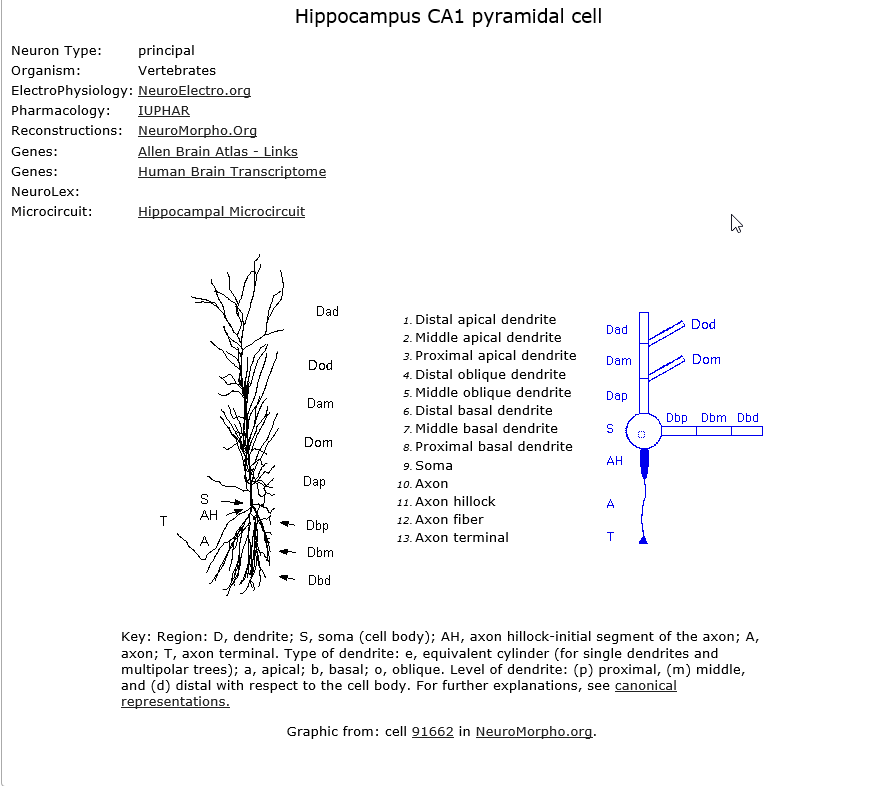 Hippocampus CA1 pyramidal cell
Neuron Type: principal
Organism: Vertebrates
ElectroPhysiology: NeuroElectro.org
Pharmacology: IUPHAR
Reconstructions: NeuroMorpho.Org
Genes: Allen Brain Atlas - Links
Genes: Human Brain Transcriptome
NeuroLex:
Microcircuit: Hippocampal Microcircuit
Dad
Dod
Dam
Dom
Dap
S
AH
T
A
Dbp
Dbm
Dbd
1. Distal apical dendrite
2. Middle apical dendrite
3. Proximal apical dendrite
4. Distal oblique dendrite
5. Middle oblique dendrite
6. Distal basal dendrite
7. Middle basal dendrite
8. Proximal basal dendrite
9. Soma
10. Axon
11. Axon hillock
12. Axon fiber
13. Axon terminal
Dad
Dod
Dam
Dom
Dap
Dbp Dbm Dbd
S
AH
A
T
Key: Region: D, dendrite; S, soma (cell body); AH, axon hillock-initial segment of the axon; A,
axon; T, axon terminal. Type of dendrite: e, equivalent cylinder (for single dendrites and
multipolar trees); a, apical; b, basal; o, oblique. Level of dendrite: (p) proximal, (m) middle,
and (d) distal with respect to the cell body. For further explanations, see canonical
representations.
Graphic from: cell 91662 in NeuroMorpho.org.